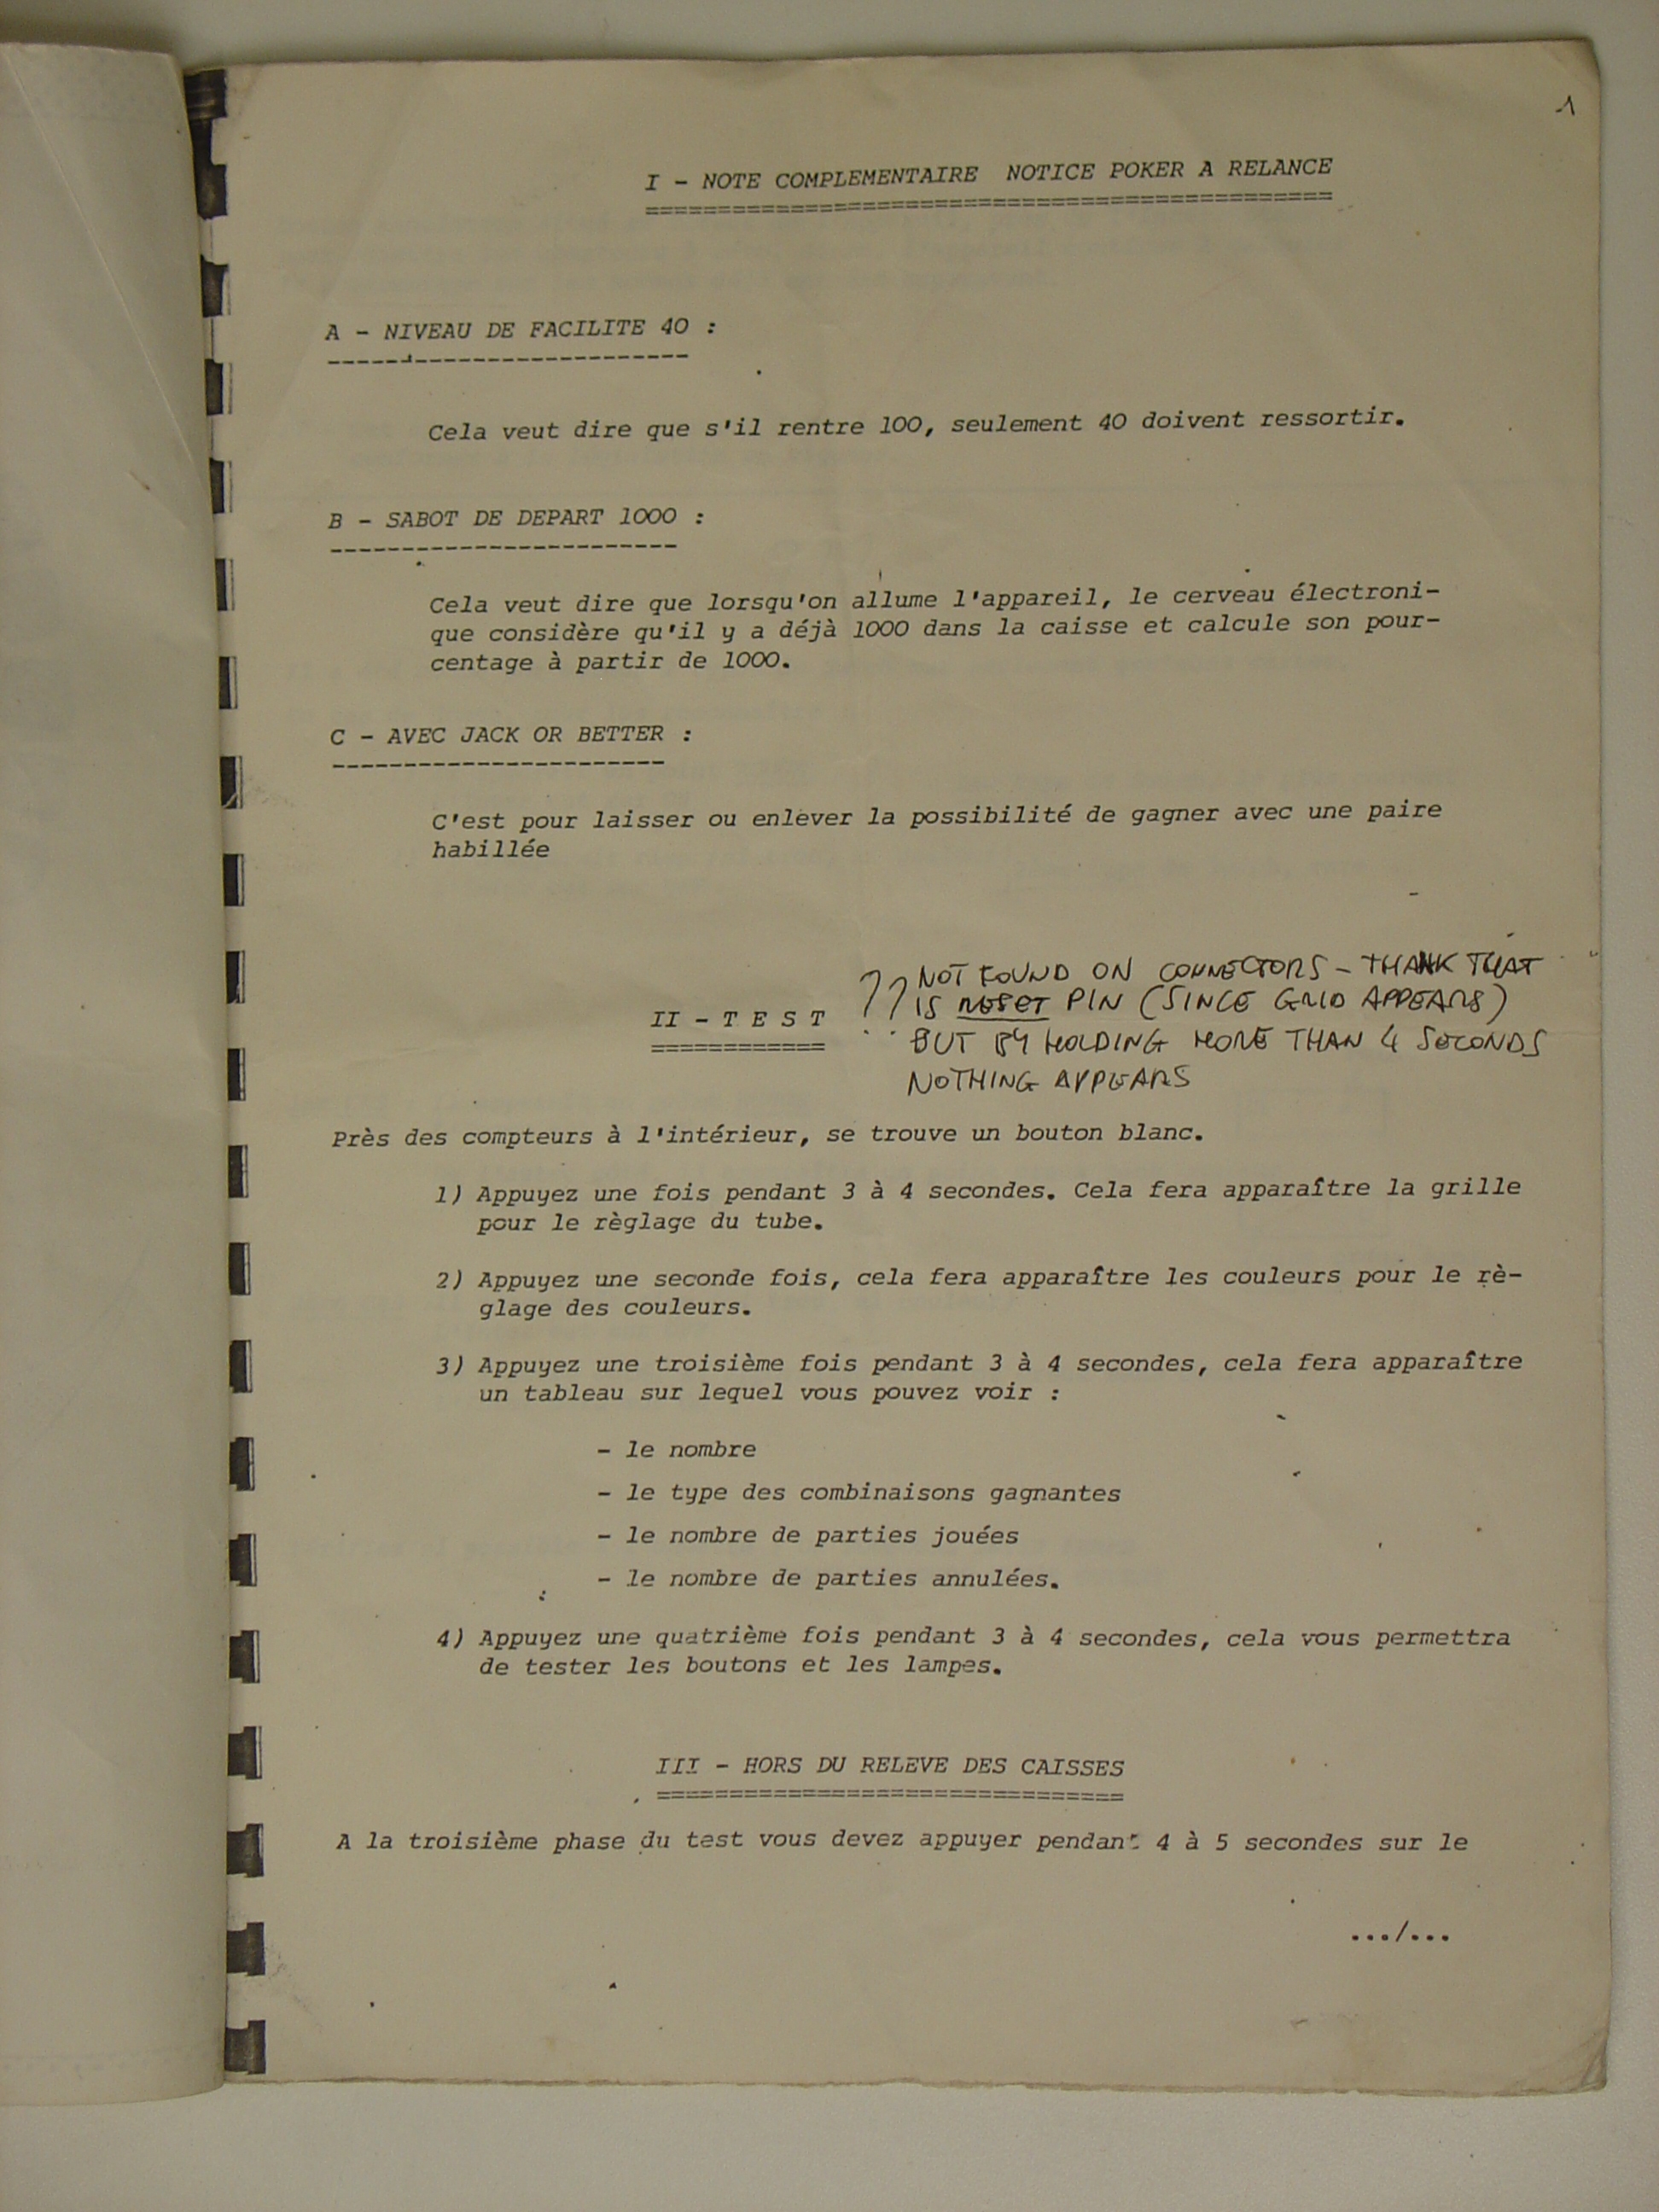 1
I - NOTE COMPLEMENTAIRE NOTICE POKER A RELANCE
A - NIVEAU DE FACILITE 40 :
Cela veut dire que s'il rentre 100, seulement 40 doivent ressortir.
B - SABOT DE DEPART 1000 :
Cela veut dire que lorsqu'on allume l'appareil, le cerveau électroni-
que considère qu'il y a déjà 1000 dans la caisse et calcule son pour-
centage à partir de 1000.
C - AVEC JACK OR BETTER :
C'est pour laisser ou enlever la possibilité de gagner avec une paire
habillée
II - T E S T
?? NOT FOUND ON CONNECTORS - THANK THAT
IS RESET PIN (SINCE GRID APPEARS)
BUT BY HOLDING MORE THAN 4 SECONDS
NOTHING APPEARS
Près des compteurs à l'intérieur, se trouve un bouton blanc.
1) Appuyez une fois pendant 3 à 4 secondes. Cela fera apparaître la grille
pour le règlage du tube.
2) Appuyez une seconde fois, cela fera apparaître les couleurs pour le rè-
glage des couleurs.
3) Appuyez une troisième fois pendant 3 à 4 secondes, cela fera apparaître
un tableau sur lequel vous pouvez voir :
- le nombre
- le type des combinaisons gagnantes
- le nombre de parties jouées
- le nombre de parties annulées.
4) Appuyez une quatrième fois pendant 3 à 4 secondes, cela vous permettra
de tester les boutons et les lampes.
III - HORS DU RELEVE DES CAISSES
A la troisième phase du test vous devez appuyer pendant 4 à 5 secondes sur le
.../...